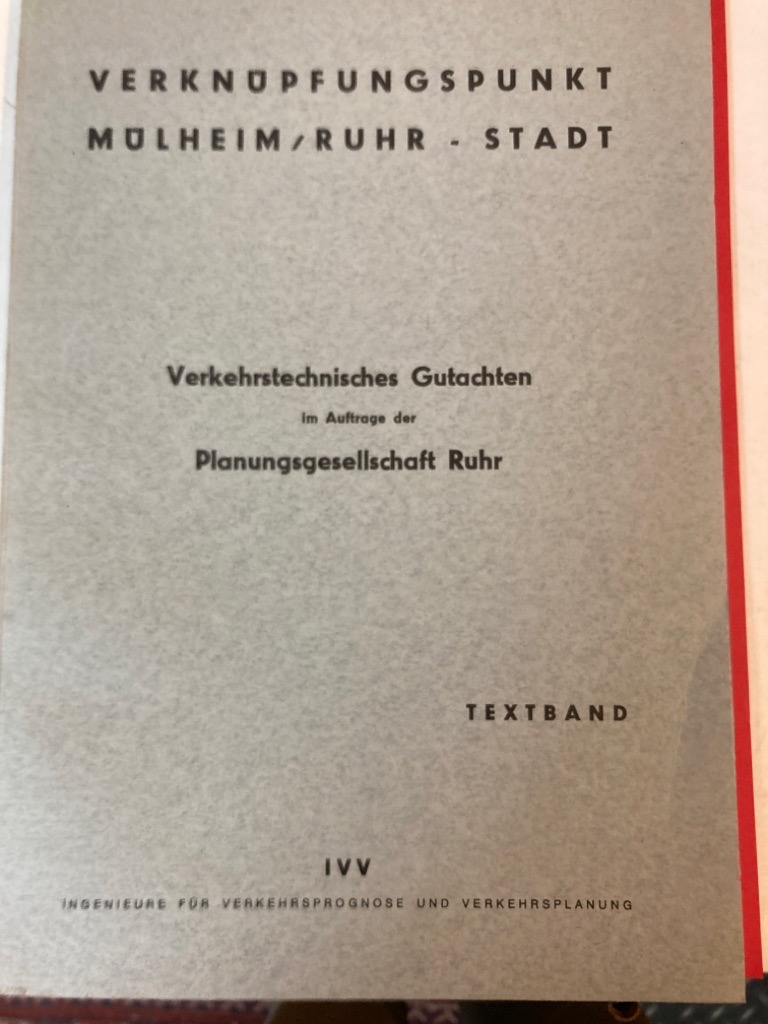 VERKNÜPFUNGSPUNKT
MÜLHEIM/RUHR - STADT
Verkehrstechnisches Gutachten
im Auftrage der
Planungsgesellschaft Ruhr
TEXTBAND
IVV
INGENIEURE FÜR VERKEHRSPROGNOSE UND VERKEHRSPLANUNG